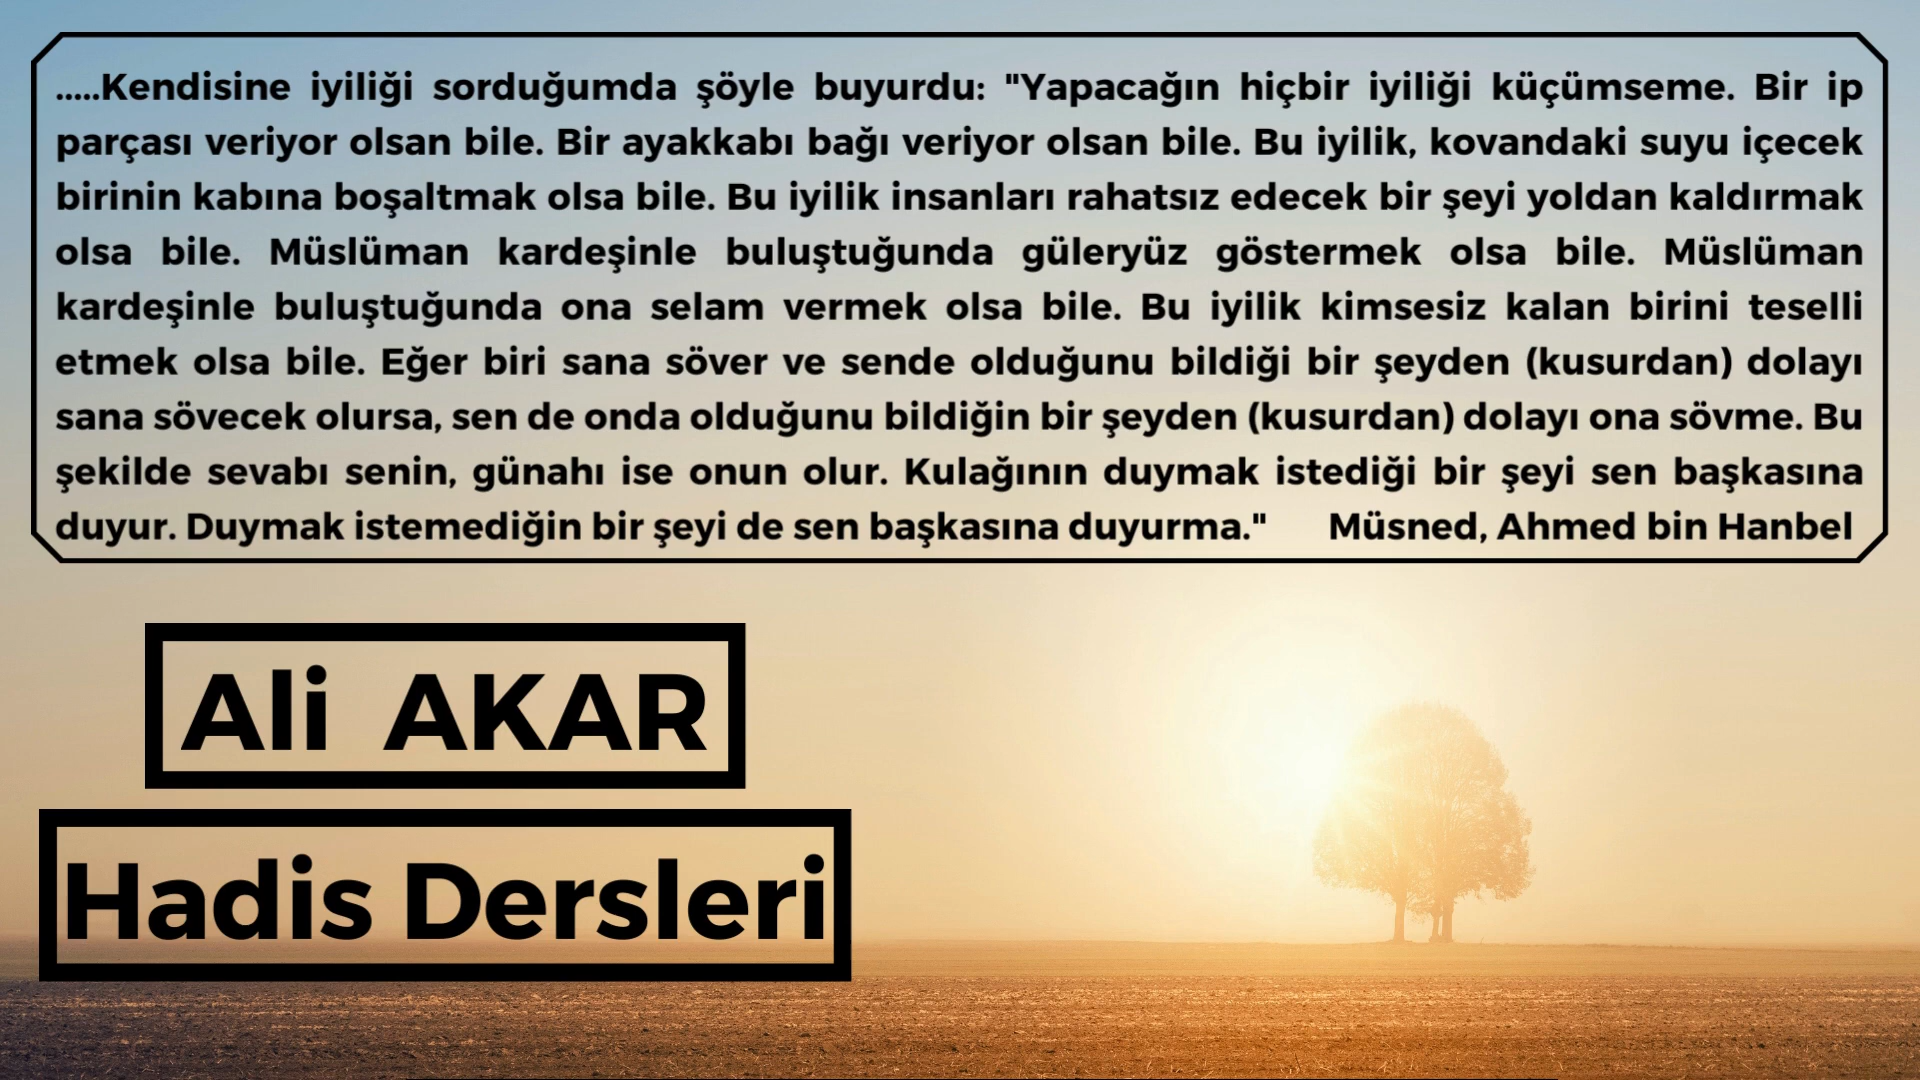 .....Kendisine iyiliği sorduğumda şöyle buyurdu: "Yapacağın hiçbir iyiliği küçümseme. Bir ip
parçası veriyor olsan bile. Bir ayakkabı bağı veriyor olsan bile. Bu iyilik, kovandaki suyu içecek
birinin kabına boşaltmak olsa bile. Bu iyilik insanları rahatsız edecek bir şeyi yoldan kaldırmak
olsa bile. Müslüman kardeşinle buluştuğunda güleryüz göstermek olsa bile. Müslüman
kardeşinle buluştuğunda ona selam vermek olsa bile. Bu iyilik kimsesiz kalan birini teselli
etmek olsa bile. Eğer biri sana söver ve sende olduğunu bildiği bir şeyden (kusurdan) dolayı
sana sövecek olursa, sen de onda olduğunu bildiğin bir şeyden (kusurdan) dolayı ona sövme. Bu
şekilde sevabı senin, günahı ise onun olur. Kulağının duymak istediği bir şeyi sen başkasına
duyur. Duymak istemediğin bir şeyi de sen başkasına duyurma." Müsned, Ahmed bin Hanbel
Ali AKAR
Hadis Dersleri